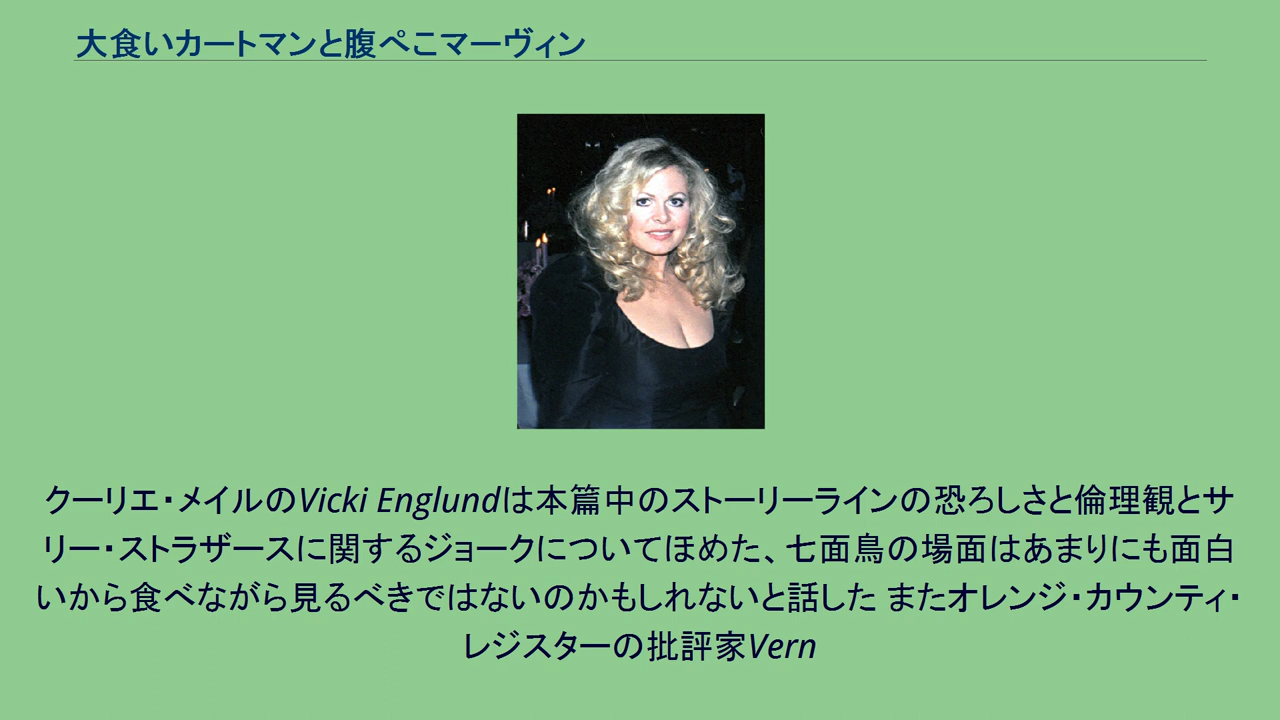 大食いカートマンと腹ぺこマーヴィン
クーリエ・メイルのVicki Englundは本篇中のストーリーラインの恐ろしさと倫理観とサ
リー・ストラザースに関するジョークについてほめた、七面鳥の場面はあまりにも面白
いから食べながら見るべきではないのかもしれないと話した またオレンジ・カウンティ・
レジスターの批評家Vern